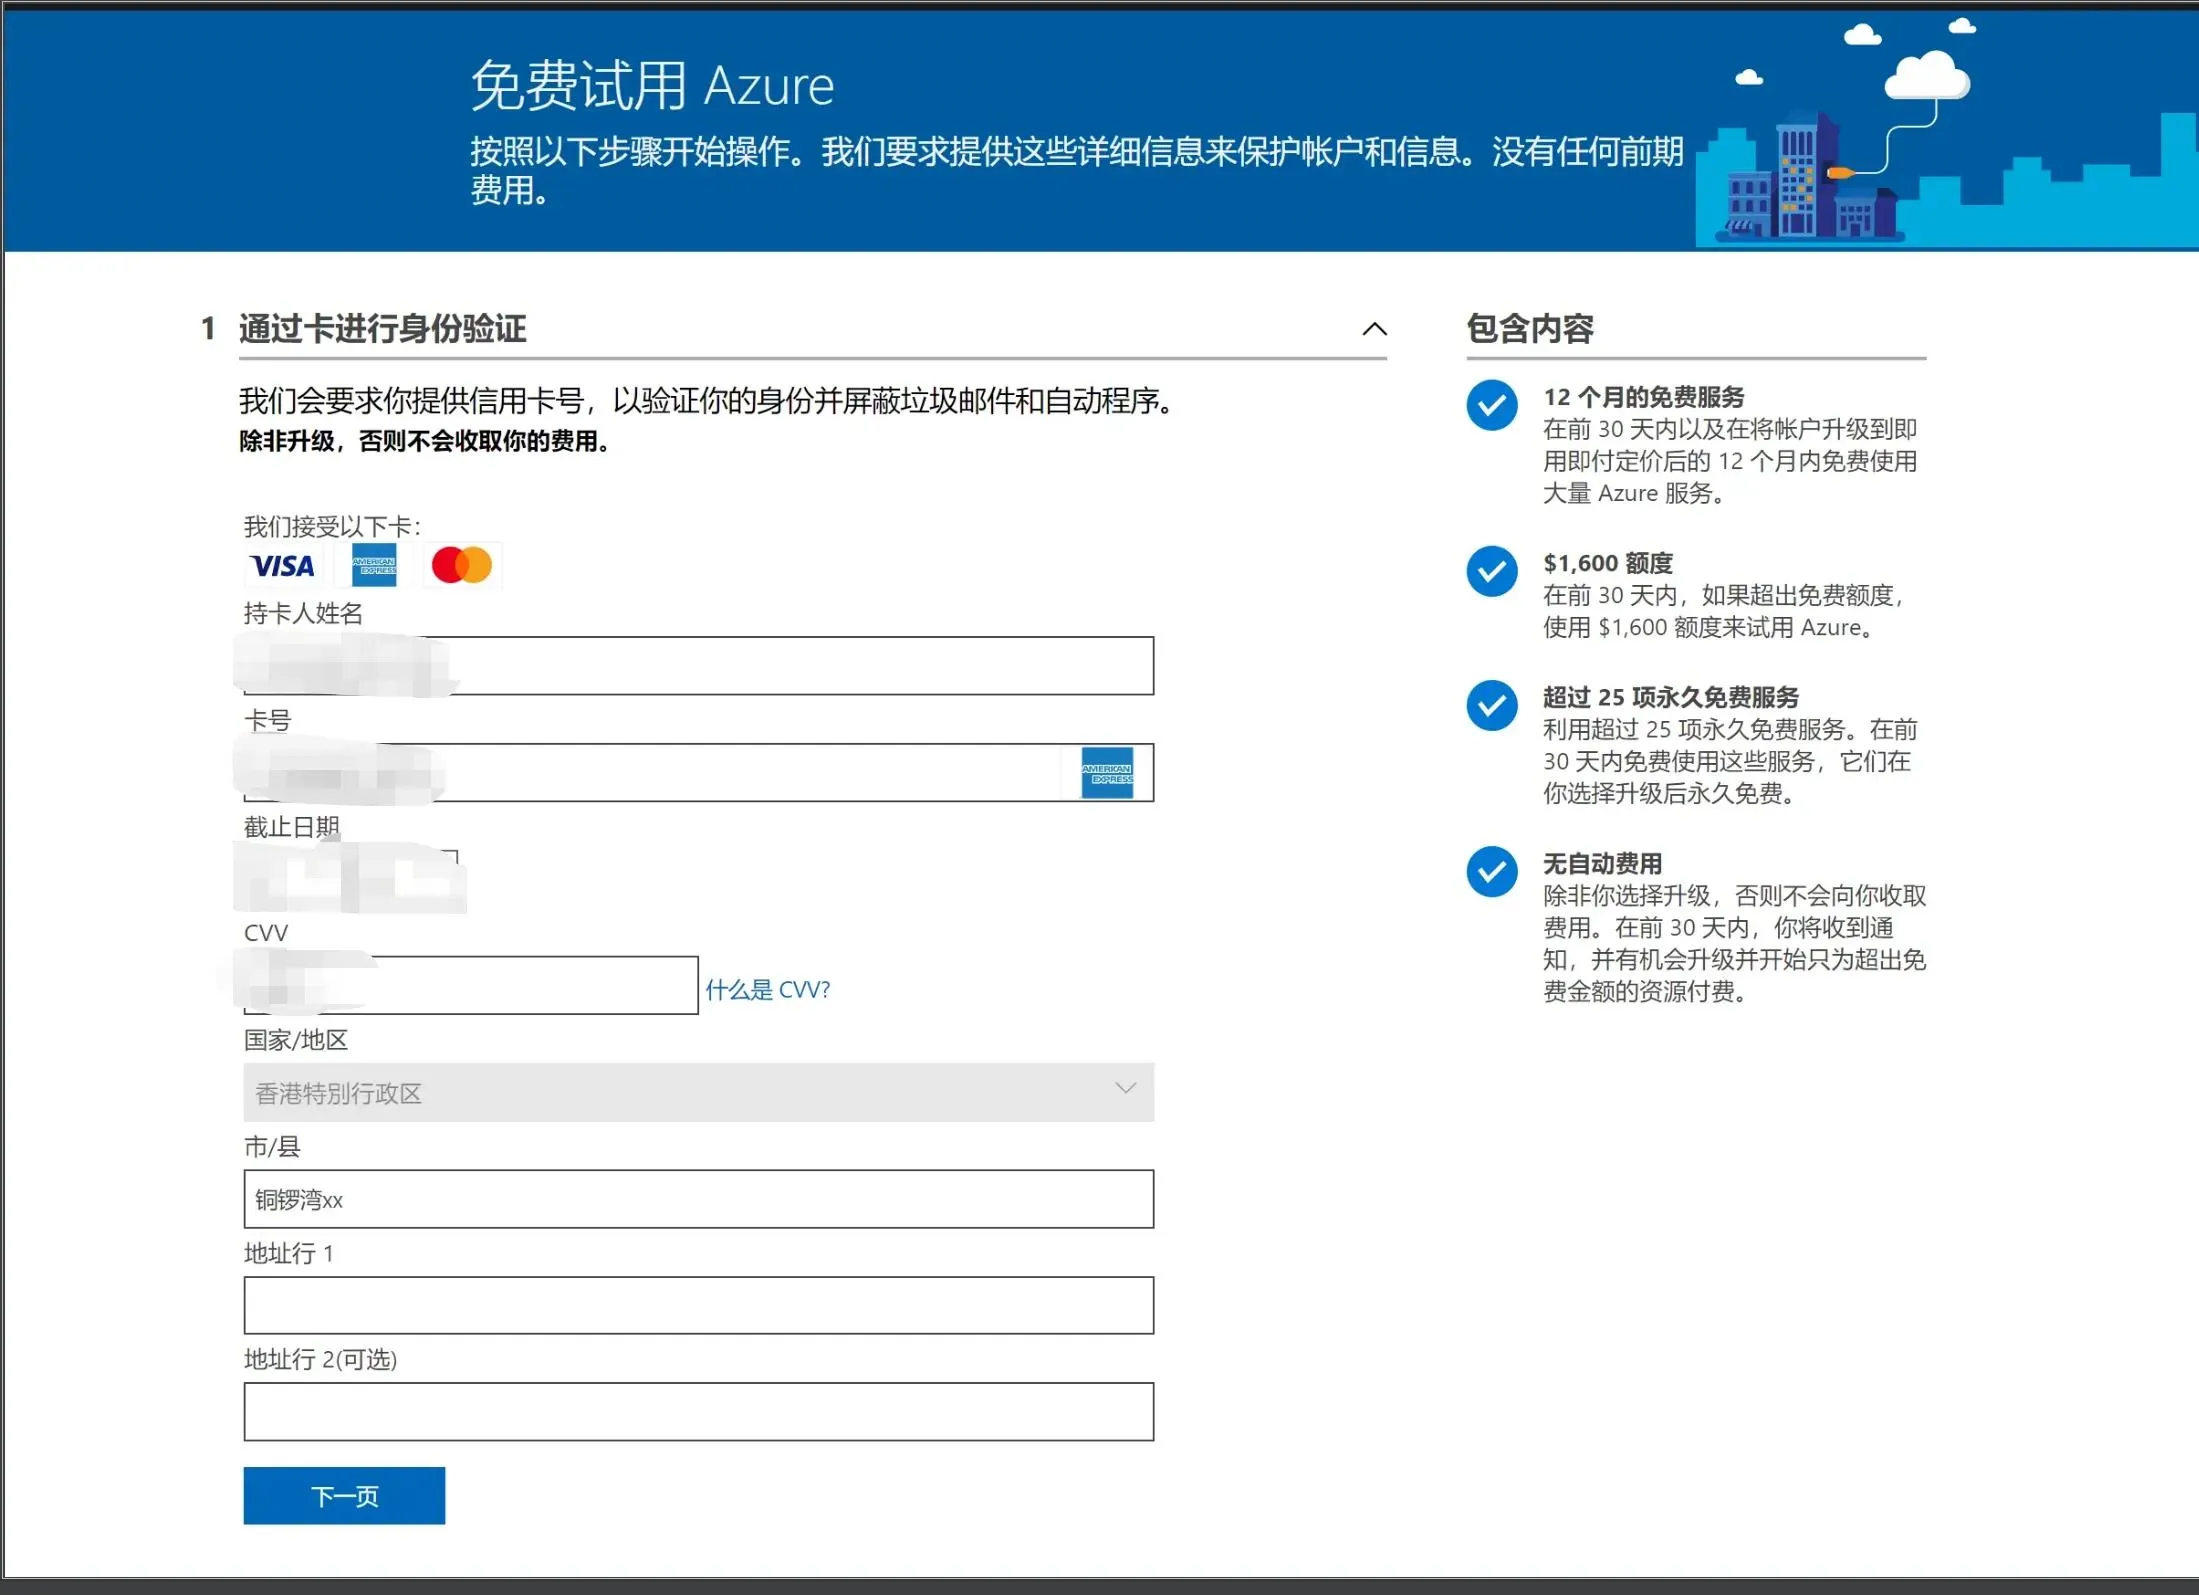 免费试用 Azure
按照以下步骤开始操作。我们要求提供这些详细信息来保护帐户和信息。没有任何前期
费用。
1 通过卡进行身份验证
我们会要求你提供信用卡号，以验证你的身份并屏蔽垃圾邮件和自动程序。
除非升级，否则不会收取你的费用。
我们接受以下卡：
VISA
AMERICAN
EXPRESS
持卡人姓名
卡号
AMERICAN
EXPRESS
截止日期
CVV
什么是 CVV?
国家/地区
香港特别行政区
市/县
铜锣湾xx
地址行 1
地址行 2(可选)
下一页
包含内容
12 个月的免费服务
在前 30 天内以及在将帐户升级到即
用即付定价后的 12 个月内免费使用
大量 Azure 服务。
$1,600 额度
在前 30 天内，如果超出免费额度，
使用 $1,600 额度来试用 Azure。
超过 25 项永久免费服务
利用超过 25 项永久免费服务。在前
30 天内免费使用这些服务，它们在
你选择升级后永久免费。
无自动费用
除非你选择升级，否则不会向你收取
费用。在前 30 天内，你将收到通
知，并有机会升级并开始只为超出免
费金额的资源付费。